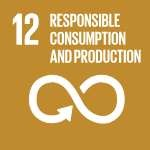 12 RESPONSIBLE
CONSUMPTION
AND PRODUCTION